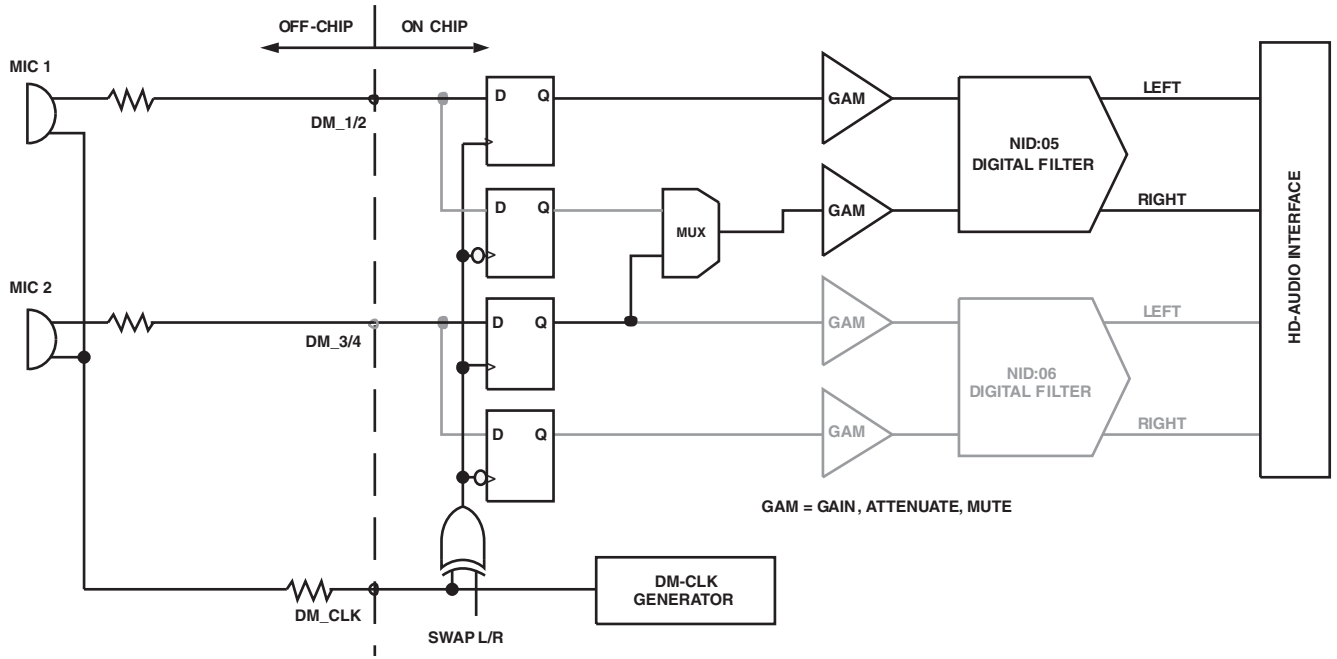 OFF-CHIP
ON CHIP
MIC 1
DM_1/2
D Q
GAM
LEFT
NID:05
DIGITAL FILTER
D Q
MUX
GAM
RIGHT
HD-AUDIO INTERFACE
MIC 2
DM_3/4
D Q
GAM
LEFT
NID:06
DIGITAL FILTER
D Q
GAM
RIGHT
GAM = GAIN, ATTENUATE, MUTE
DM_CLK
SWAP L/R
DM-CLK
GENERATOR